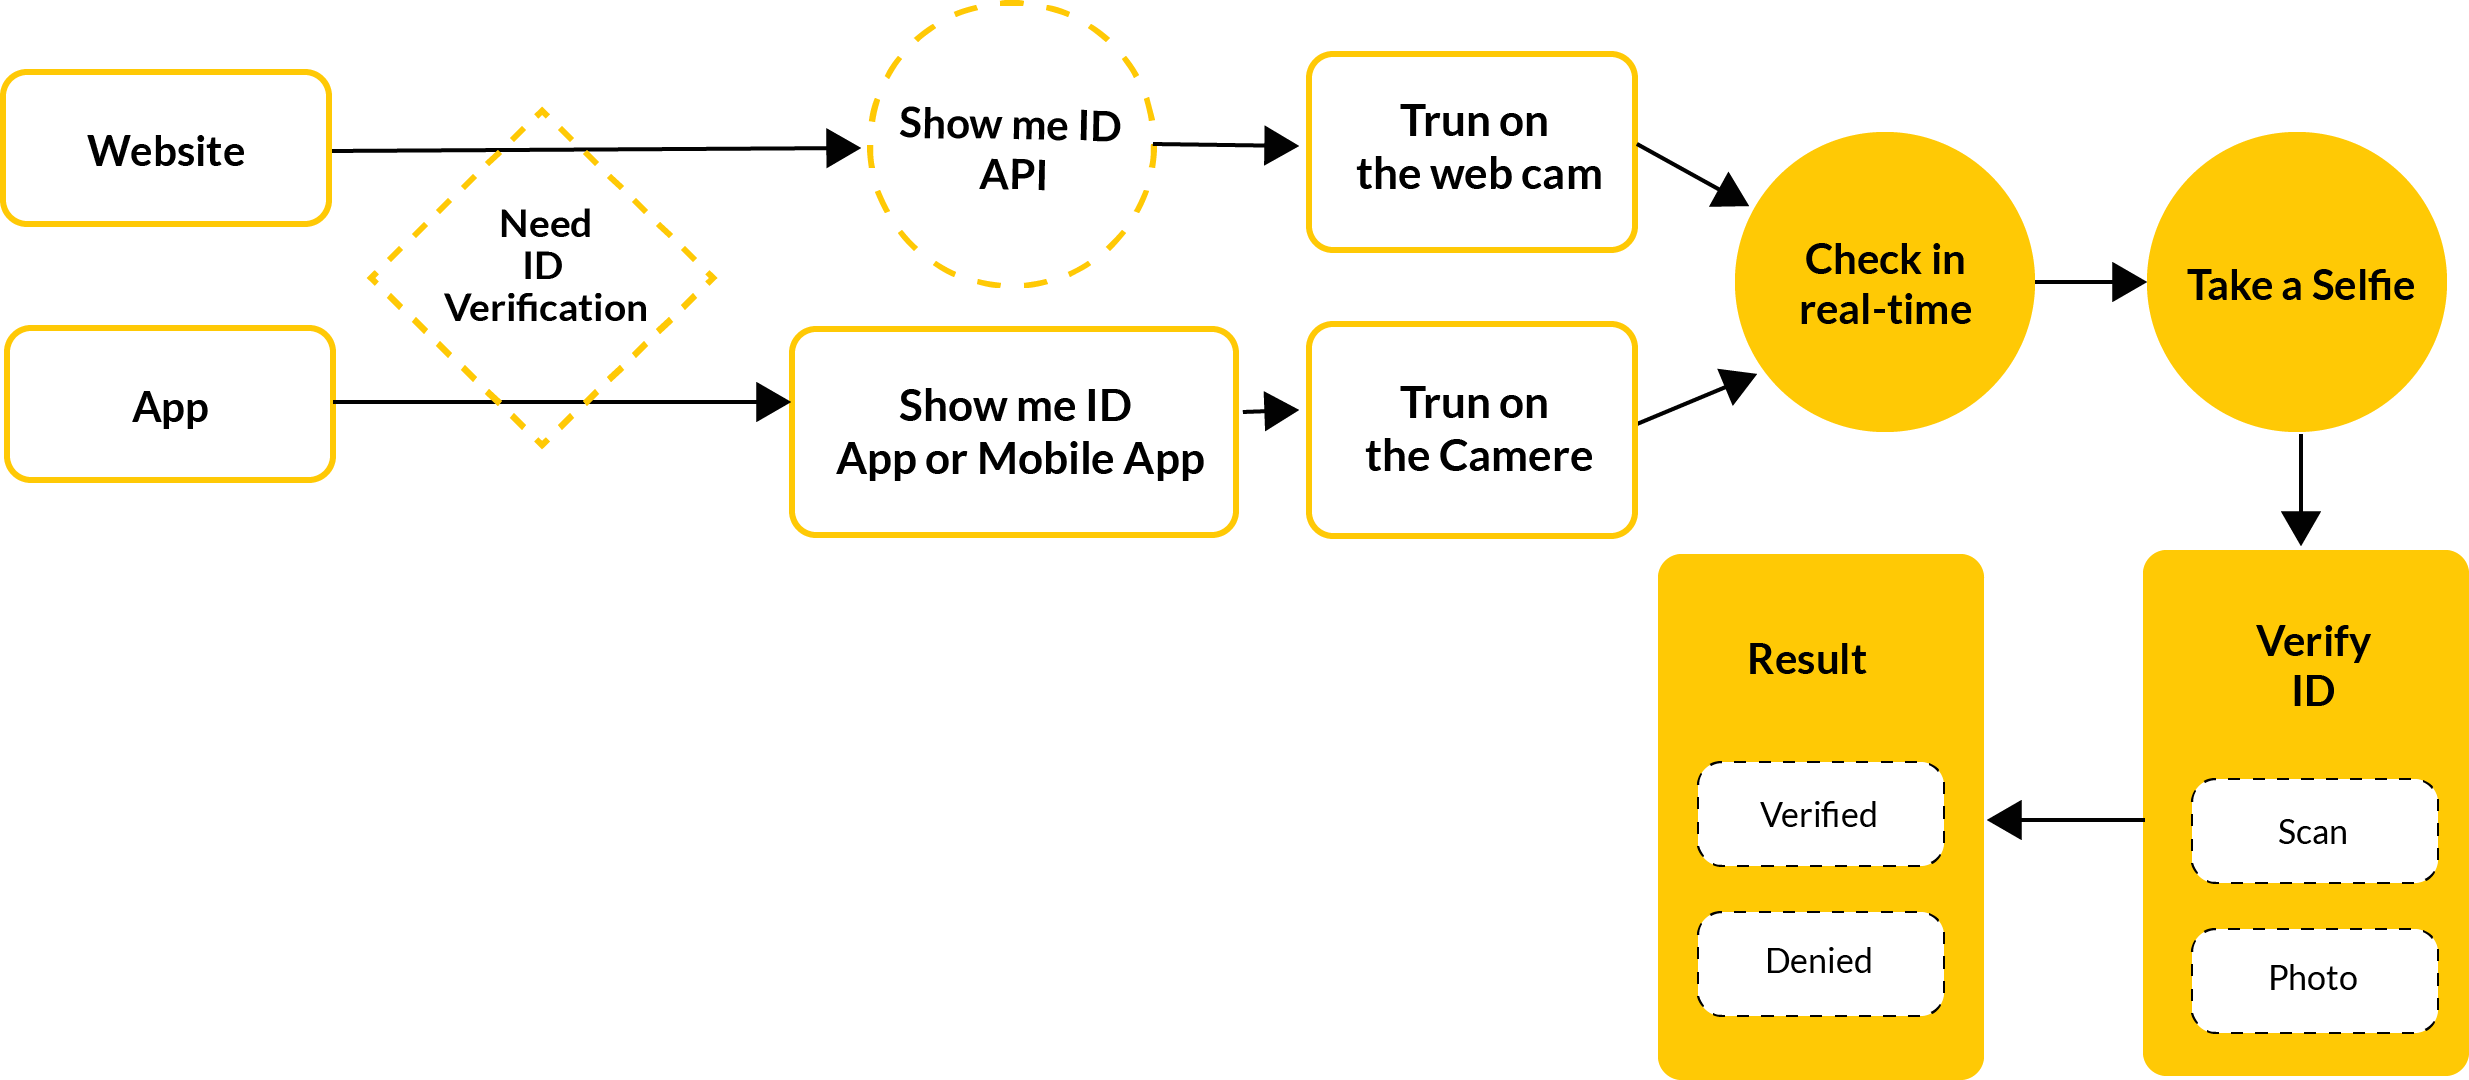 Website
Need
ID
Verification
App
Show me ID
API
Show me ID
App or Mobile App
Trun on
the web cam
Trun on
the Camere
Check in
real-time
Take a Selfie
Verify
ID
Scan
Photo
Result
Verified
Denied